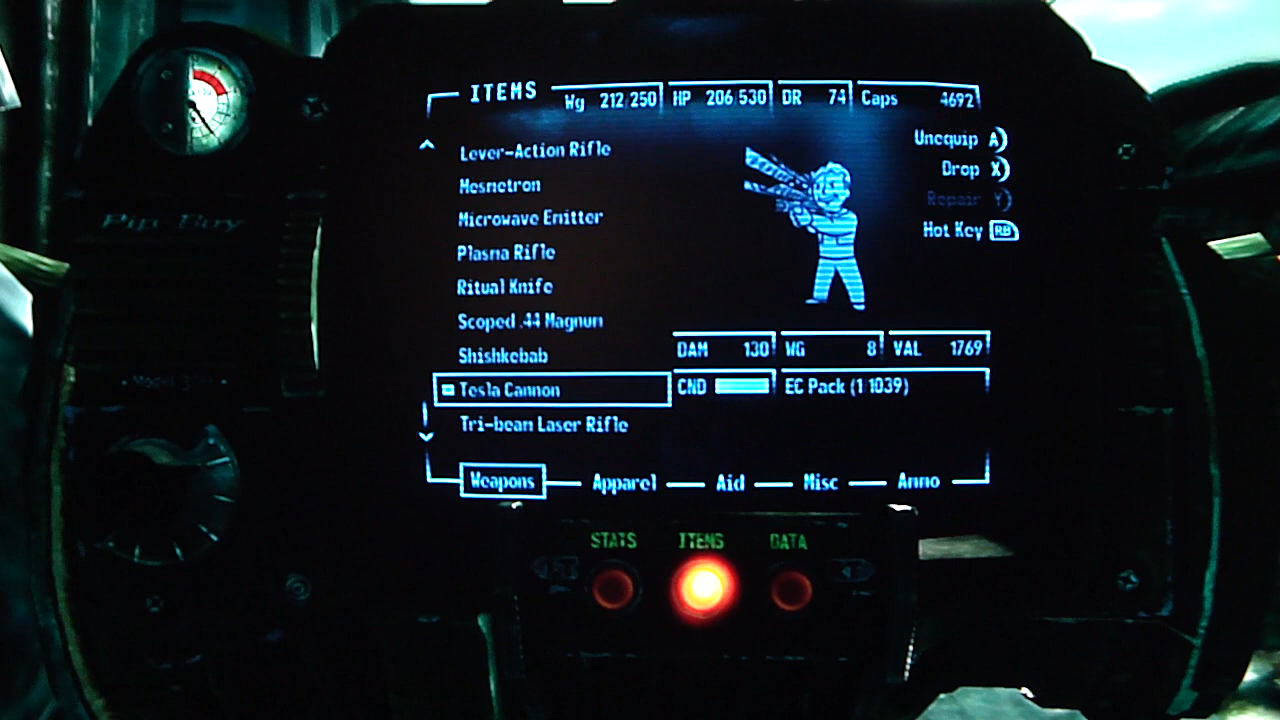 ITEMS Wg 212/250 HP 206/530 DR 74 Caps 4692
Lever-Action Rifle
Mesmetron
Microwave Emitter
Plasma Rifle
Ritual Knife
Scoped .44 Magnum
Shishkebab
Tesla Cannon
Tri-beam Laser Rifle
Unequip A)
Drop X)
Repair Y)
Hot Key RB
DAM 130 WG 8 VAL 1769
CND EC Pack (1/1039)
Weapons Apparel Aid Misc Ammo
STATS ITEMS DATA
Pip Boy